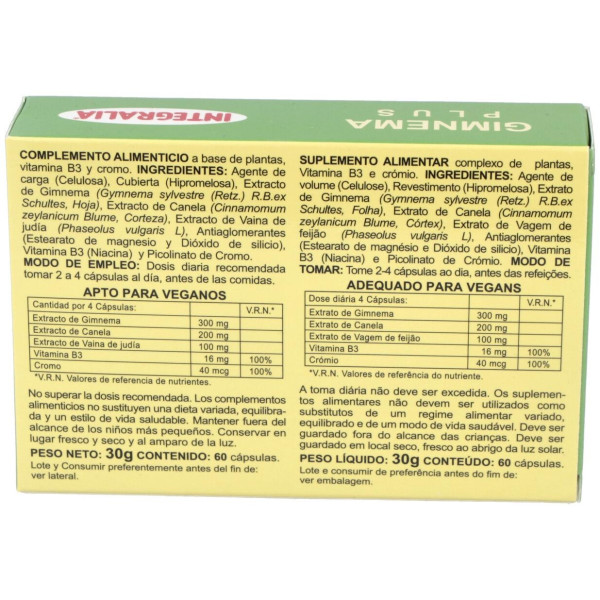 INTEGRALIA
GIMNEMA
PLUS
COMPLEMENTO ALIMENTICIO a base de plantas,
vitamina B3 y cromo. INGREDIENTES: Agente de
carga (Celulosa), Cubierta (Hipromelosa), Extracto
de Gimnema (Gymnema sylvestre (Retz.) R.B.ex
Schultes, Hoja), Extracto de Canela (Cinnamomum
zeylanicum Blume, Corteza), Extracto de Vaina de
judía (Phaseolus vulgaris L), Antiaglomerantes
(Estearato de magnesio y Dióxido de silicio),
Vitamina B3 (Niacina) y Picolinato de Cromo.
MODO DE EMPLEO: Dosis diaria recomendada
tomar 2 a 4 cápsulas al día, antes de las comidas.
APTO PARA VEGANOS
Cantidad por 4 Cápsulas: V.R.N.*
Extracto de Gimnema 300 mg
Extracto de Canela 200 mg
Extracto de Vaina de judía 100 mg
Vitamina B3 16 mg 100%
Cromo 40 mcg 100%
*V.R.N. Valores de referencia de nutrientes.
No superar la dosis recomendada. Los complementos
alimenticios no sustituyen una dieta variada, equilibra-
da y un estilo de vida saludable. Mantener fuera del
alcance de los niños más pequeños. Conservar en
lugar fresco y seco y al amparo de la luz.
PESO NETO: 30g CONTENIDO: 60 cápsulas.
Lote y Consumir preferentemente antes del fin de:
ver lateral.
SUPLEMENTO ALIMENTAR complexo de plantas,
Vitamina B3 e crómio. INGREDIENTES: Agente de
volume (Celulose), Revestimento (Hipromelose), Extrato
de Gimnema (Gymnema sylvestre (Retz.) R.B.ex
Schultes, Folha), Extrato de Canela (Cinnamomum
zeylanicum Blume, Córtex), Extrato de Vagem de
feijão (Phaseolus vulgaris L), Antiaglomerantes
(Estearato de magnésio e Dióxido de silício), Vitamina
B3 (Niacina) e Picolinato de Crómio. MODO DE
TOMAR: Tome 2-4 cápsulas ao dia, antes das refeições.
ADEQUADO PARA VEGANS
Dose diária 4 Cápsulas: V.R.N.*
Extrato de Gimnema 300 mg
Extrato de Canela 200 mg
Extrato de Vagem de feijão 100 mg
Vitamina B3 16 mg 100%
Crómio 40 mcg 100%
*V.R.N. Valores de referência do nutriente.
A toma diária não deve ser excedida. Os suplemen-
tos alimentares não devem ser utilizados como
substitutos de um regime alimentar variado,
equilibrado e de um modo de vida saudável. Deve ser
guardado fora do alcance das crianças. Deve ser
guardado em local seco, fresco ao abrigo da luz solar.
PESO LÍQUIDO: 30g CONTEÚDO: 60 cápsulas.
Lote e consumir de preferência antes do fim de:
ver embalagem.